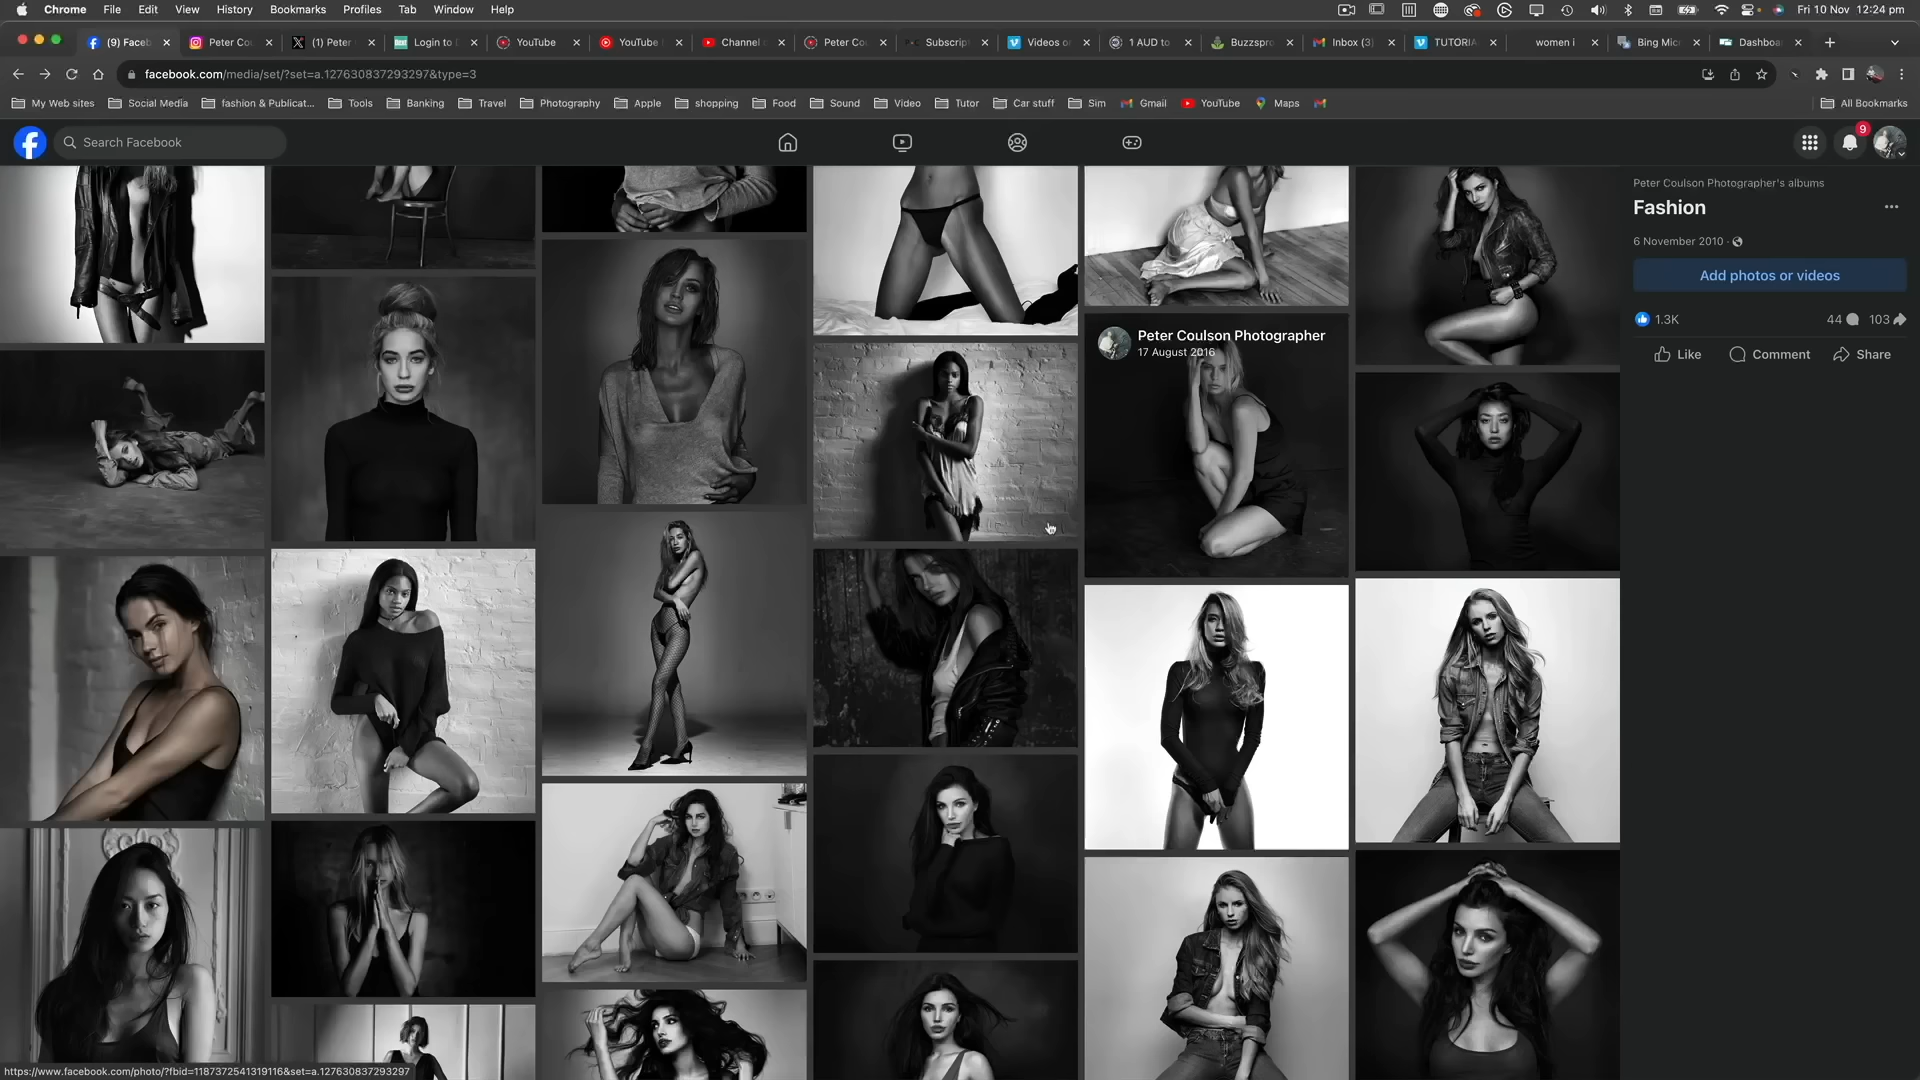 Chrome File Edit View History Bookmarks Profiles Tab Window Help Fri 10 Nov 12:24 pm
(9) Faceb Peter Co (1) Peter Login to YouTube YouTube Channel Peter Co Subscrip Videos o 1 AUD to Buzzspr Inbox (3) TUTORIA women i Bing Mic Dashboa
facebook.com/media/set/?set=a.127630837293297&type=3
My Web sites Social Media fashion & Publicat... Tools Banking Travel Photography Apple shopping Food Sound Video Tutor Car stuff Sim Gmail YouTube Maps All Bookmarks
Search Facebook
9
Peter Coulson Photographer's albums
Fashion
6 November 2010 ·
Add photos or videos
1.3K 44 103
Like Comment Share
Peter Coulson Photographer
17 August 2016
https://www.facebook.com/photo/?fbid=1187372541319116&set=a.127630837293297